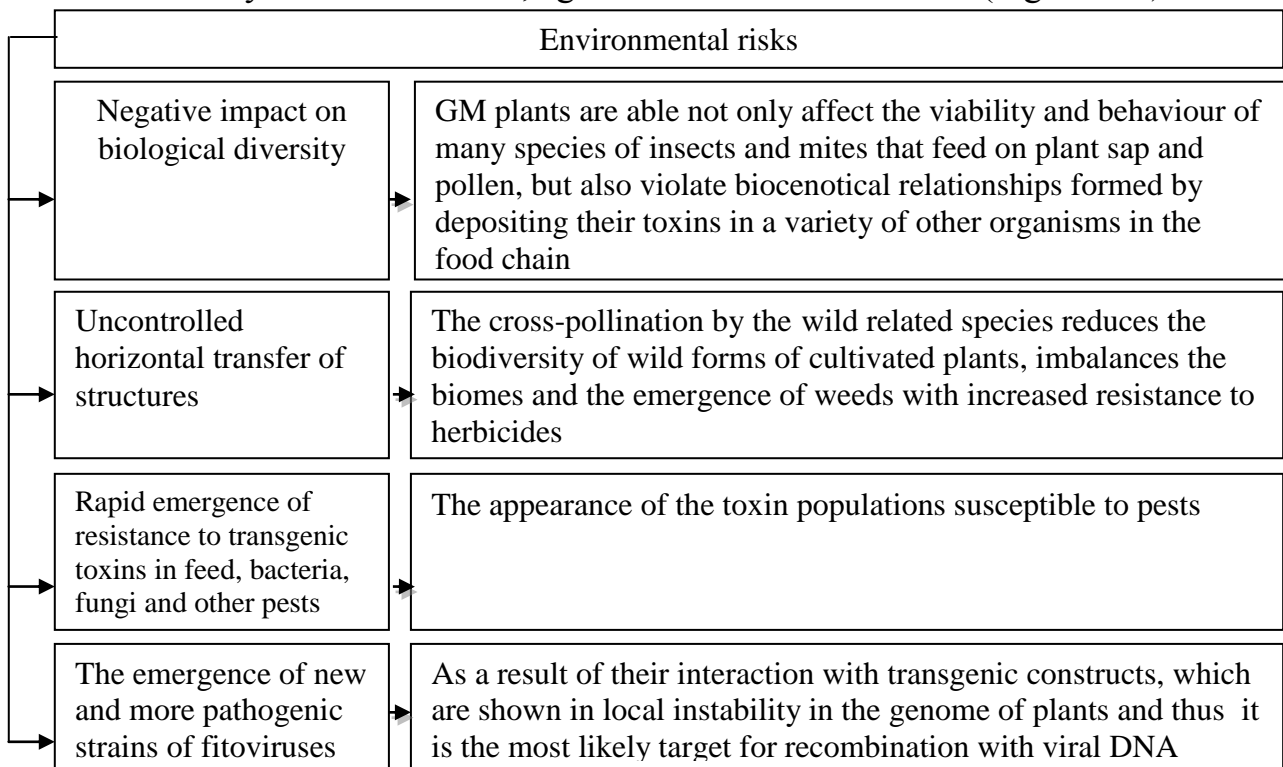 Environmental risks
Negative impact on
biological diversity
GM plants are able not only affect the viability and behaviour of
many species of insects and mites that feed on plant sap and
pollen, but also violate biocenotical relationships formed by
depositing their toxins in a variety of other organisms in the
food chain
Uncontrolled
horizontal transfer of
structures
The cross-pollination by the wild related species reduces the
biodiversity of wild forms of cultivated plants, imbalances the
biomes and the emergence of weeds with increased resistance to
herbicides
Rapid emergence of
resistance to transgenic
toxins in feed, bacteria,
fungi and other pests
The appearance of the toxin populations susceptible to pests
The emergence of new
and more pathogenic
strains of fitoviruses
As a result of their interaction with transgenic constructs, which
are shown in local instability in the genome of plants and thus it
is the most likely target for recombination with viral DNA